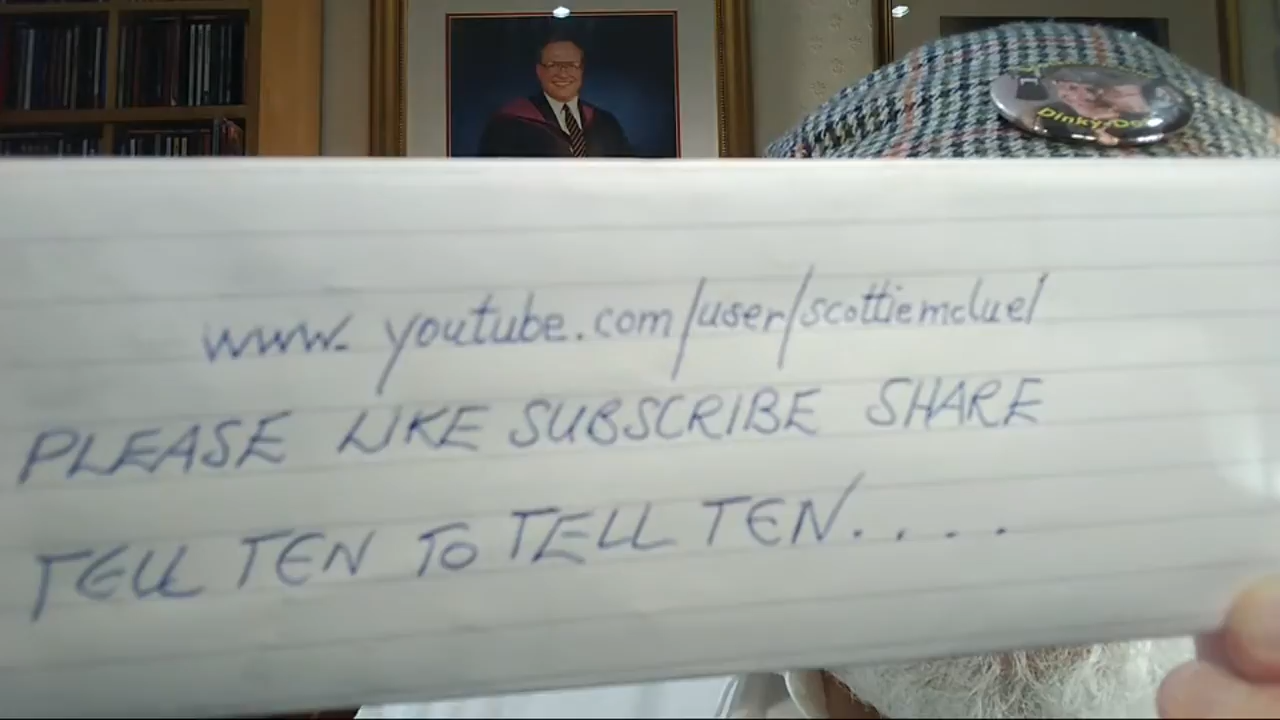 www. youtube.com/user/scottiemcluel
PLEASE LIKE SUBSCRIBE SHARE
TELL TEN TO TELL TEN....